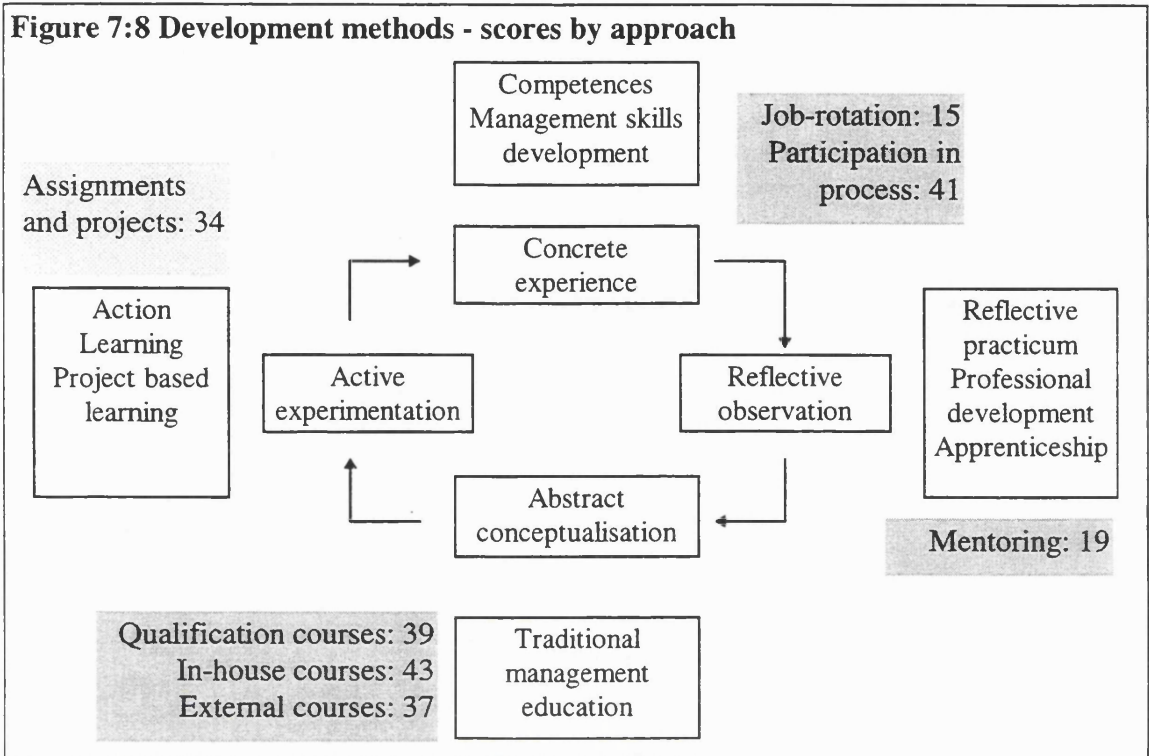 Figure 7:8 Development methods - scores by approach
Competences
Management skills
development
Job-rotation: 15
Participation in
process: 41
Assignments
and projects: 34
Concrete
experience
Action
Learning
Project based
learning
Active
experimentation
Reflective
observation
Reflective
practicum
Professional
development
Apprenticeship
Abstract
conceptualisation
Mentoring: 19
Qualification courses: 39
In-house courses: 43
External courses: 37
Traditional
management
education